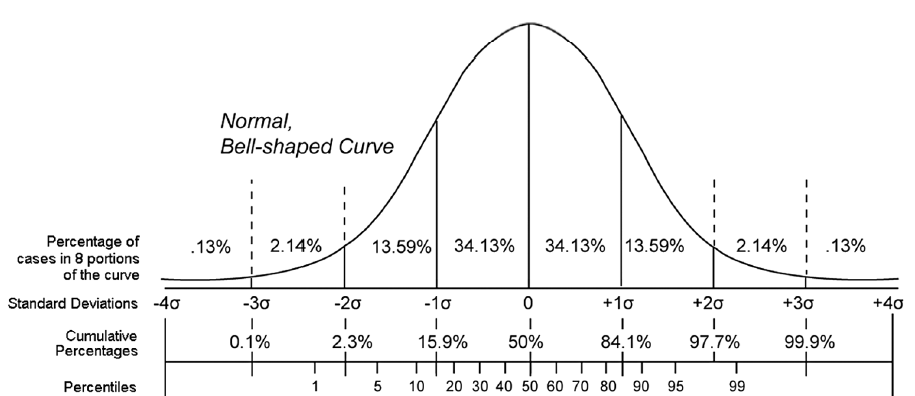 Normal,
Bell-shaped Curve
Percentage of
cases in 8 portions
of the curve
.13% 2.14% 13.59% 34.13% 34.13% 13.59% 2.14% .13%
Standard Deviations -4σ -3σ -2σ -1σ 0 +1σ +2σ +3σ +4σ
Cumulative
Percentages
0.1% 2.3% 15.9% 50% 84.1% 97.7% 99.9%
Percentiles 1 5 10 20 30 40 50 60 70 80 90 95 99